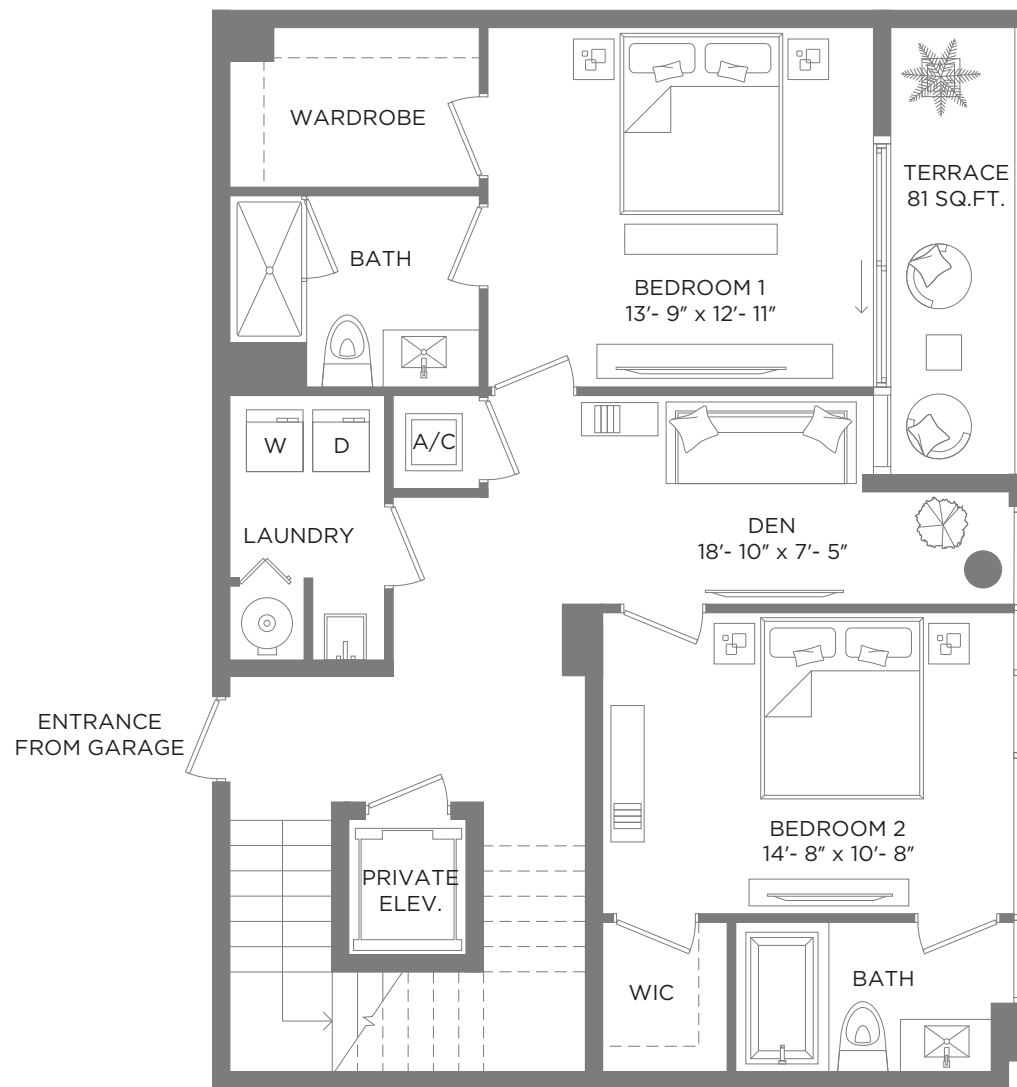 WARDROBE
TERRACE
81 SQ.FT.
BATH
BEDROOM 1
13'- 9" x 12'- 11"
W
D
A/C
LAUNDRY
DEN
18'- 10" x 7'- 5"
ENTRANCE
FROM GARAGE
BEDROOM 2
14'- 8" x 10'- 8"
PRIVATE
ELEV.
WIC
BATH